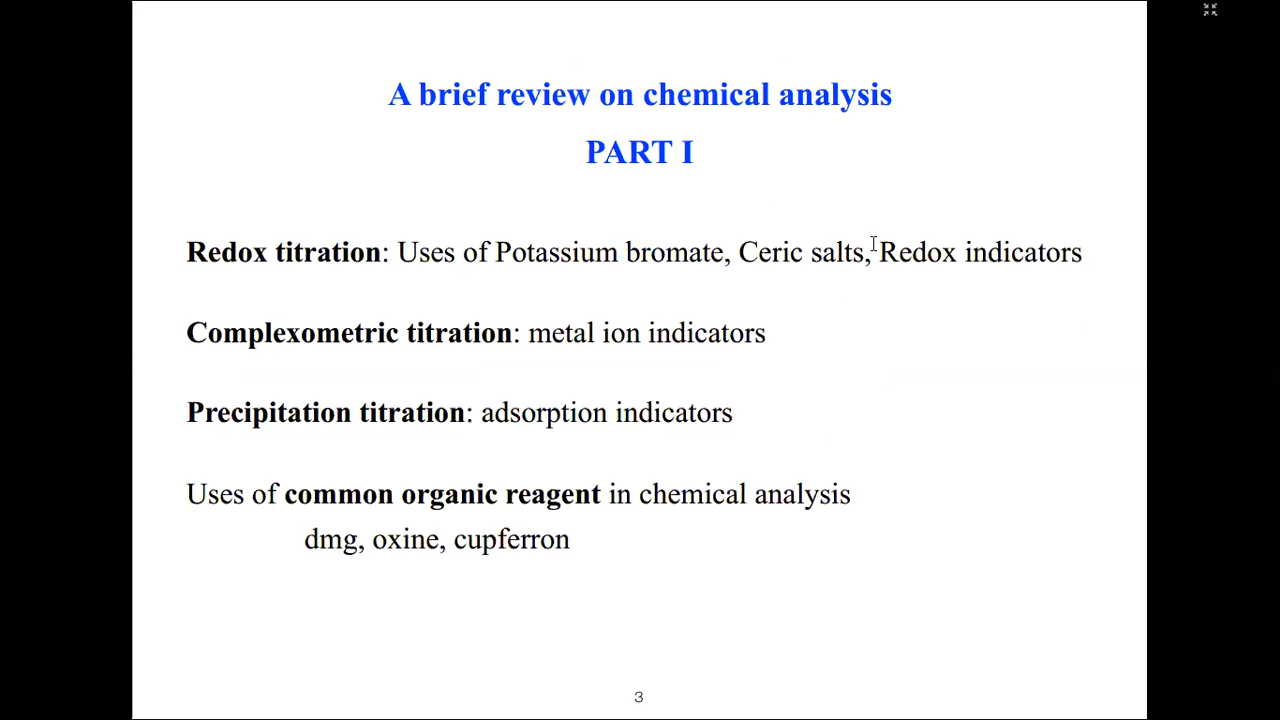 A brief review on chemical analysis
PART I
Redox titration: Uses of Potassium bromate, Ceric salts, Redox indicators
Complexometric titration: metal ion indicators
Precipitation titration: adsorption indicators
Uses of common organic reagent in chemical analysis
dmg, oxine, cupferron
3